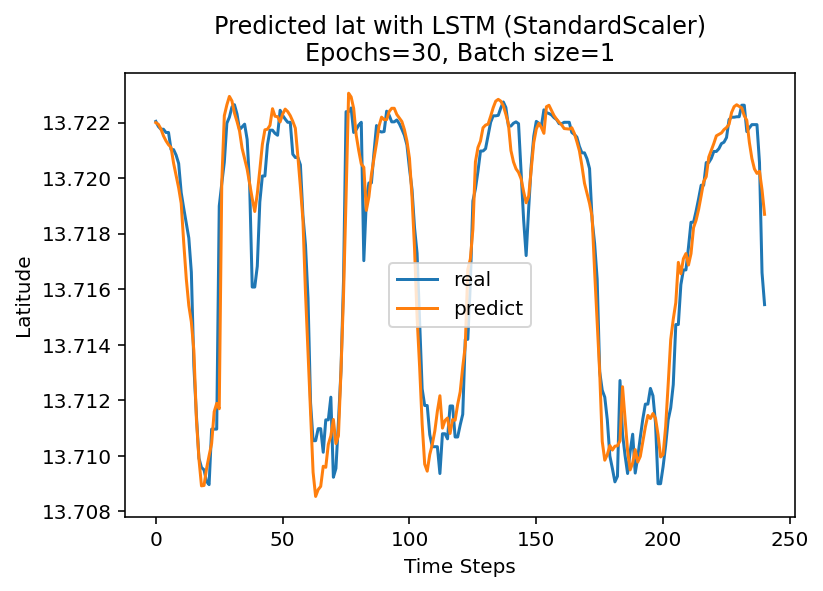 Predicted lat with LSTM (StandardScaler)
Epochs=30, Batch size=1
13.722
13.720
13.718
13.716
13.714
13.712
13.710
13.708
Latitude
real
predict
0 50 100 150 200 250
Time Steps